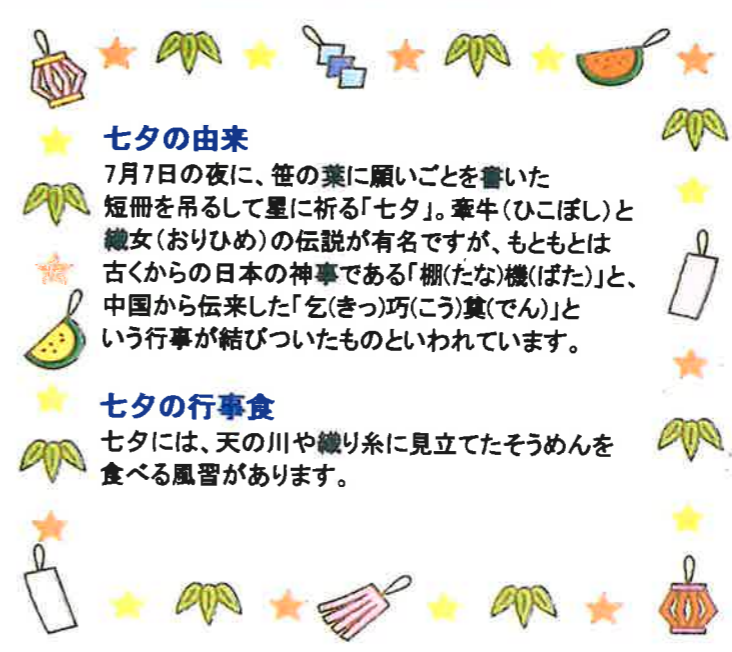 七夕の由来
7月7日の夜に、笹の葉に願いごとを書いた
短冊を吊るして星に祈る「七夕」。牽牛（ひこぼし）と
織女（おりひめ）の伝説が有名ですが、もともとは
古くからの日本の神事である「棚(たな)機(ばた)」と、
中国から伝来した「乞(きっ)巧(こう)奠(でん)」と
いう行事が結びついたものといわれています。
七夕の行事食
七夕には、天の川や織り糸に見立てたそうめんを
食べる風習があります。